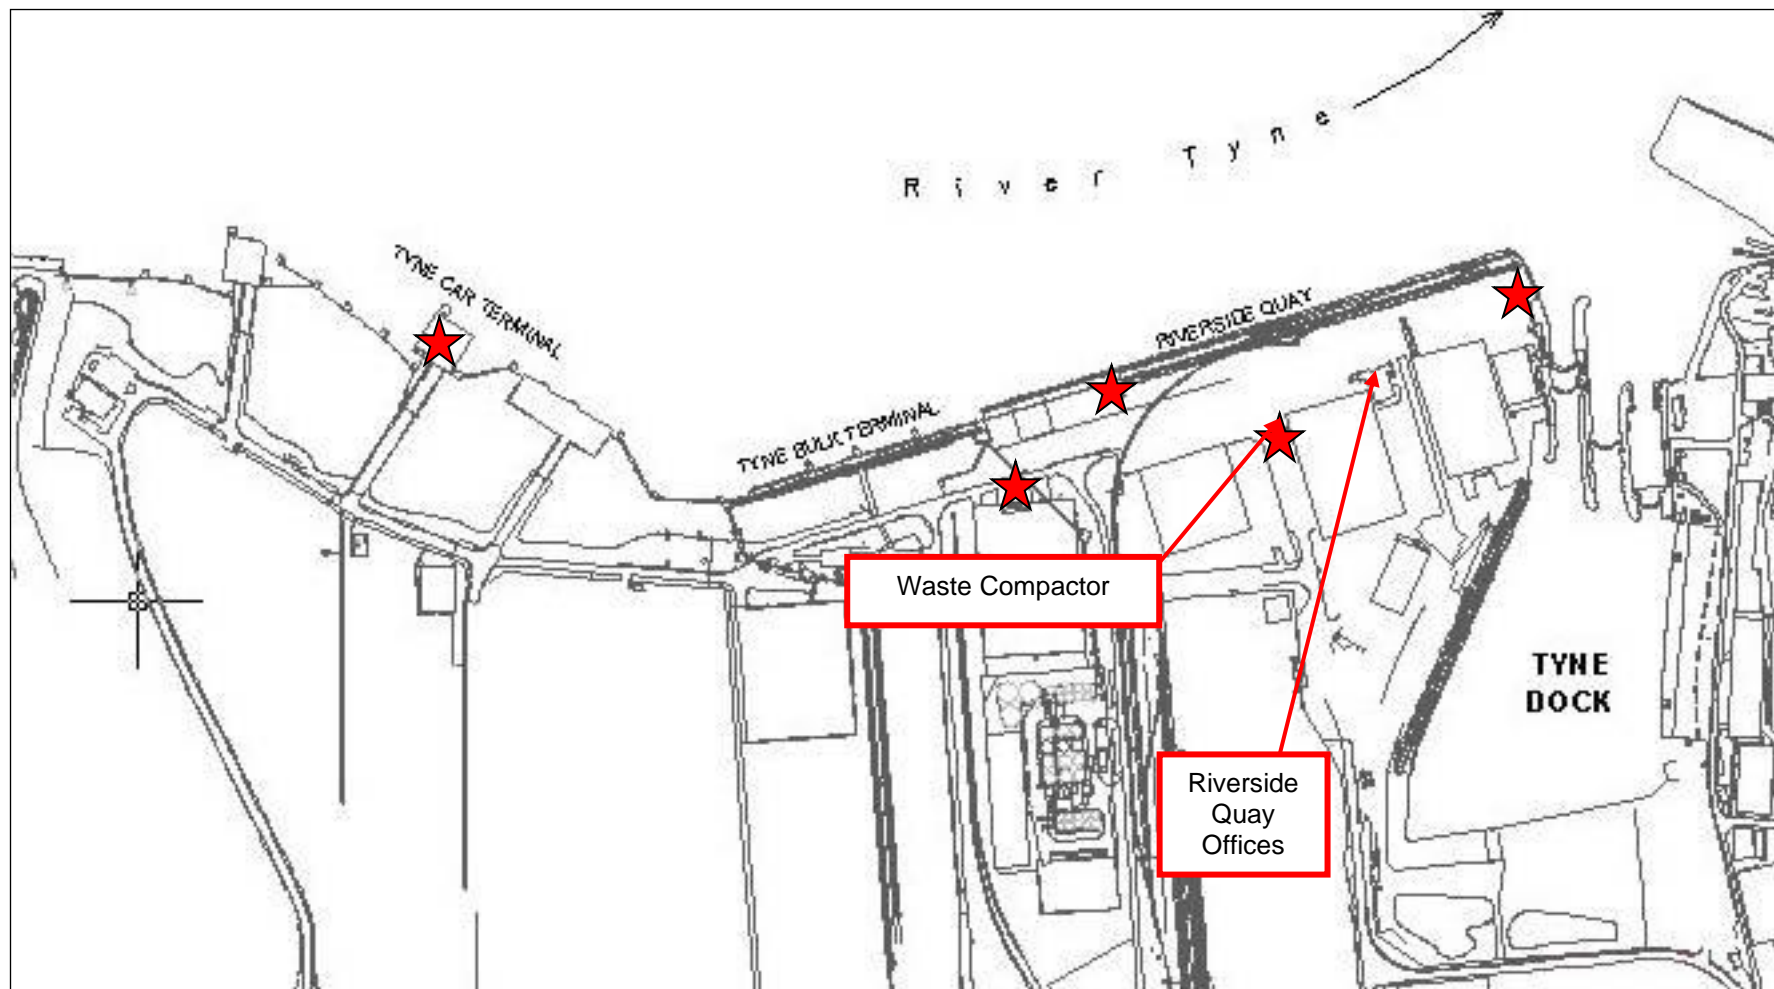 River Tyne
TYNE CAR TERMINAL
RIVERSIDE QUAY
TYNE BULK TERMINAL
Waste Compactor
TYNE
DOCK
Riverside
Quay
Offices